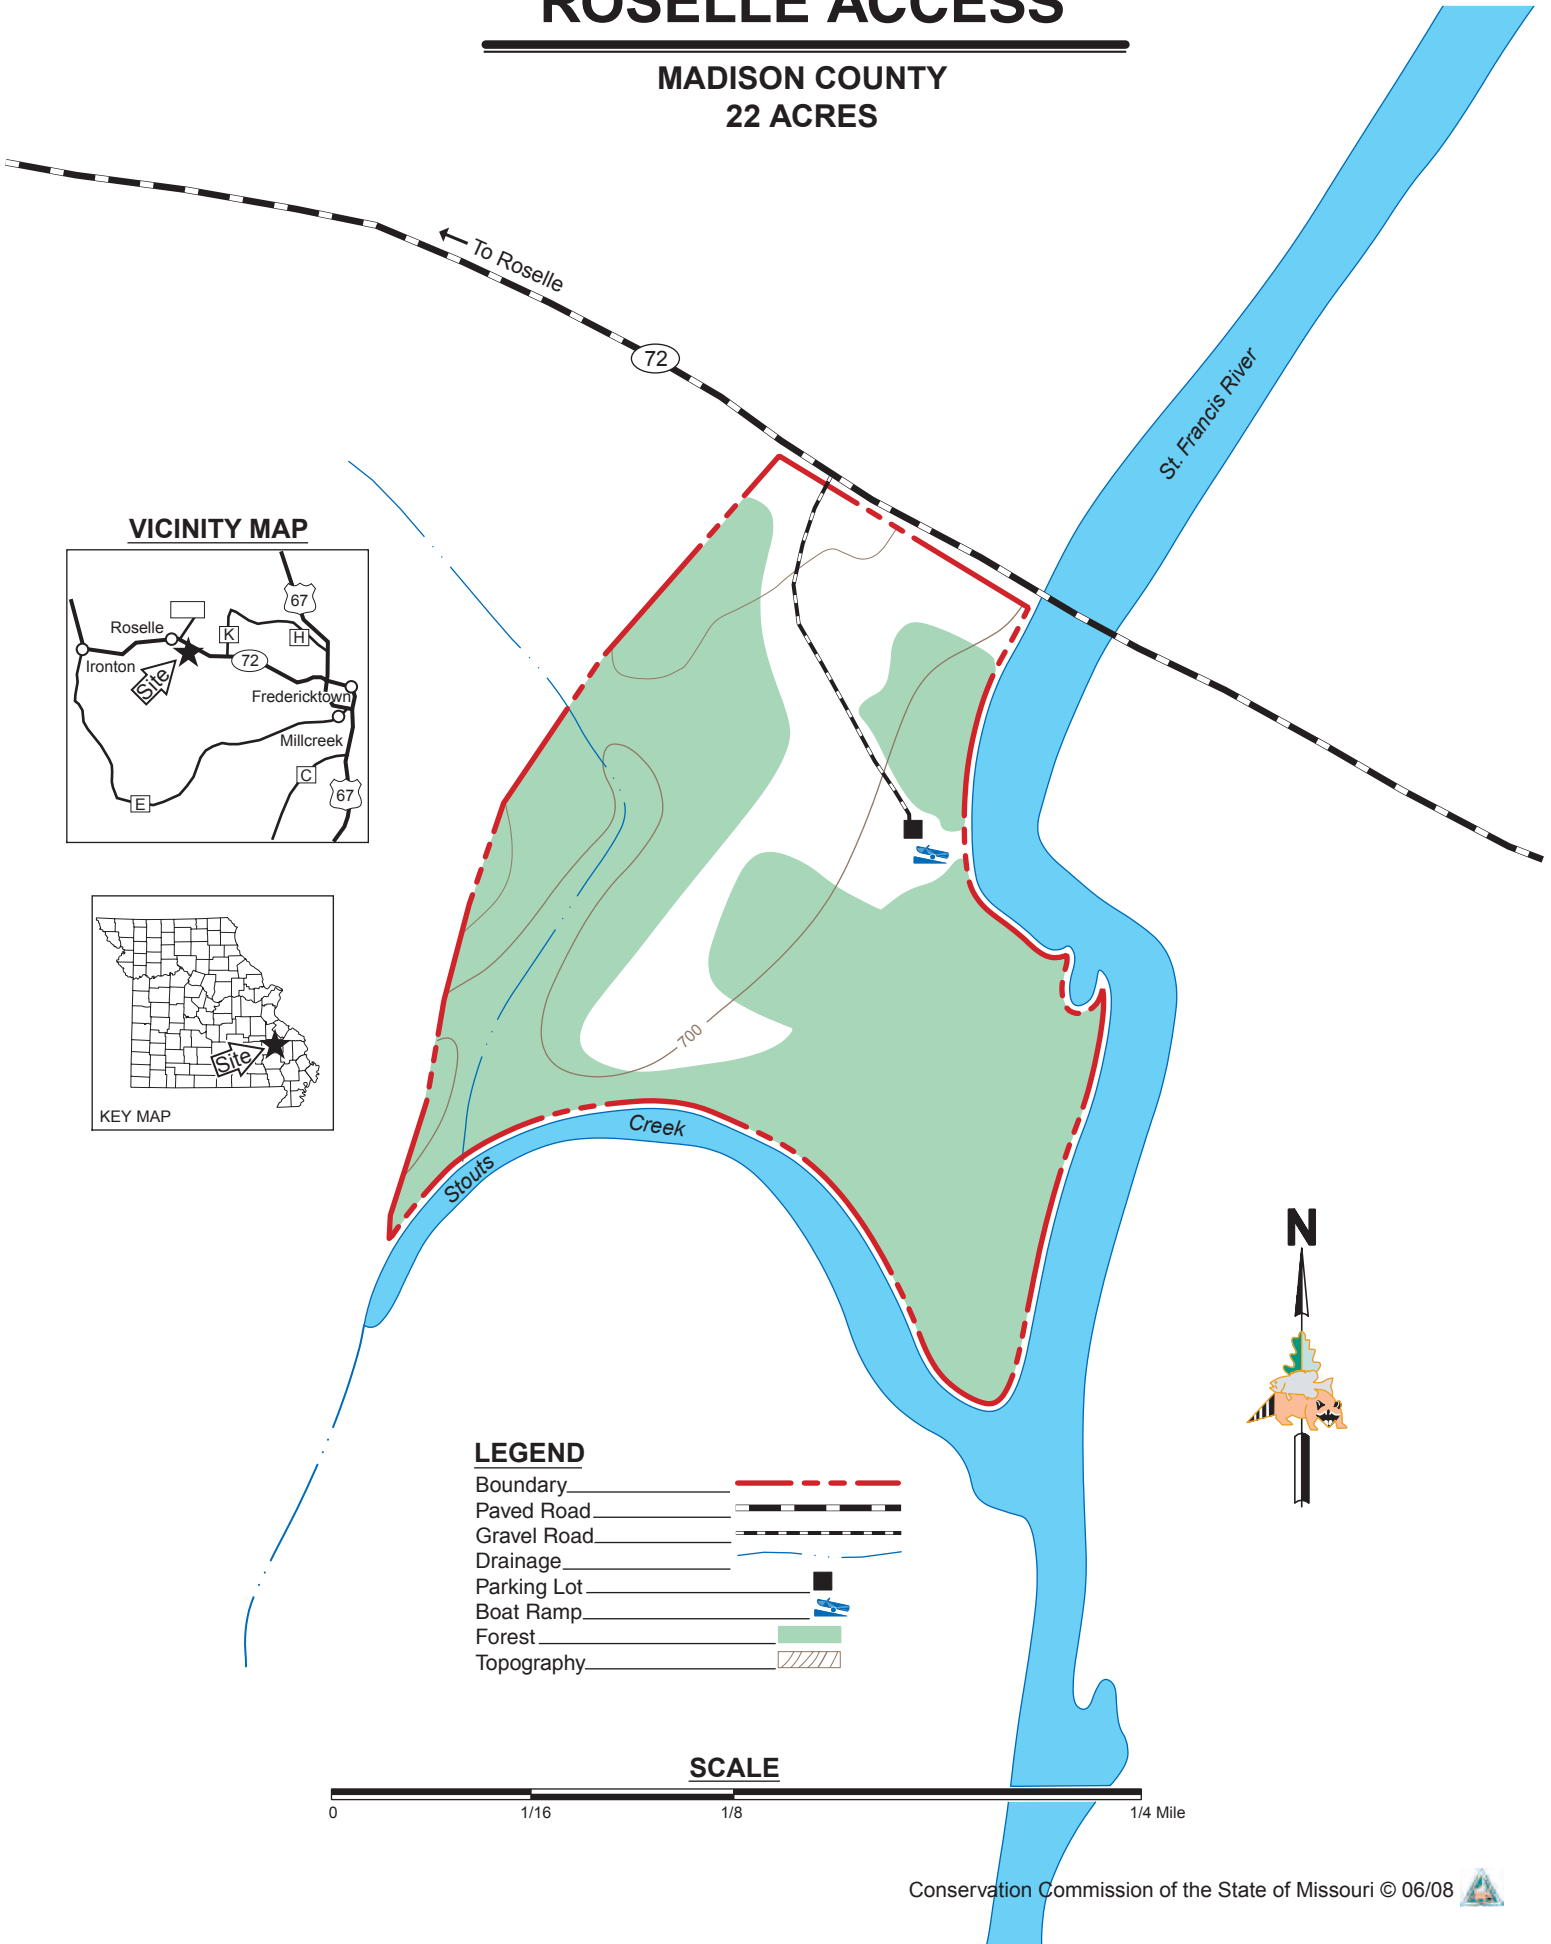 ROSELLE ACCESS
MADISON COUNTY
22 ACRES
To Roselle
72
St. Francis River
VICINITY MAP
67
Roselle
K
H
Ironton
72
Site
Fredericktown
Millcreek
C
67
E
Site
KEY MAP
700
Creek
Stouts
N
LEGEND
Boundary
Paved Road
Gravel Road
Drainage
Parking Lot
Boat Ramp
Forest
Topography
SCALE
0 1/16 1/8 1/4 Mile
Conservation Commission of the State of Missouri © 06/08